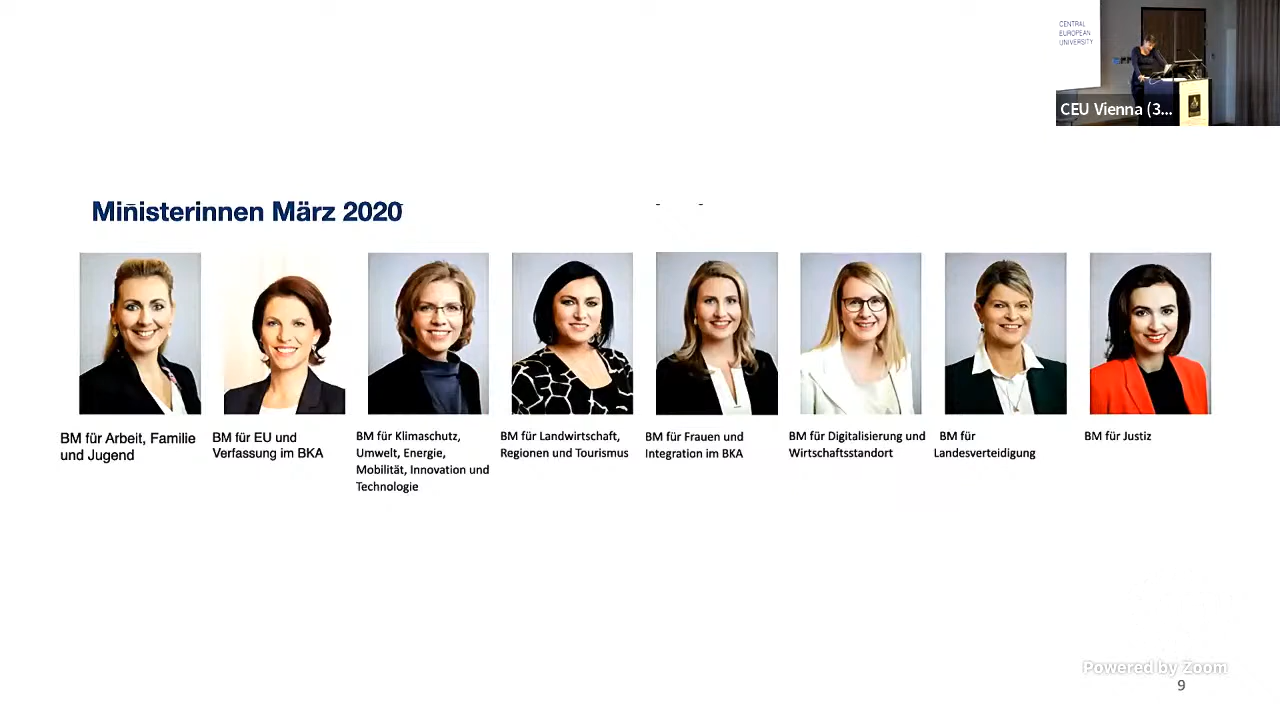 CENTRAL
EUROPEAN
UNIVERSITY
CEU Vienna (3...
Ministerinnen März 2020
BM für Arbeit, Familie
und Jugend
BM für EU und
Verfassung im BKA
BM für Klimaschutz,
Umwelt, Energie,
Mobilität, Innovation und
Technologie
BM für Landwirtschaft,
Regionen und Tourismus
BM für Frauen und
Integration im BKA
BM für Digitalisierung und
Wirtschaftsstandort
BM für
Landesverteidigung
BM für Justiz
Powered by Zoom
9